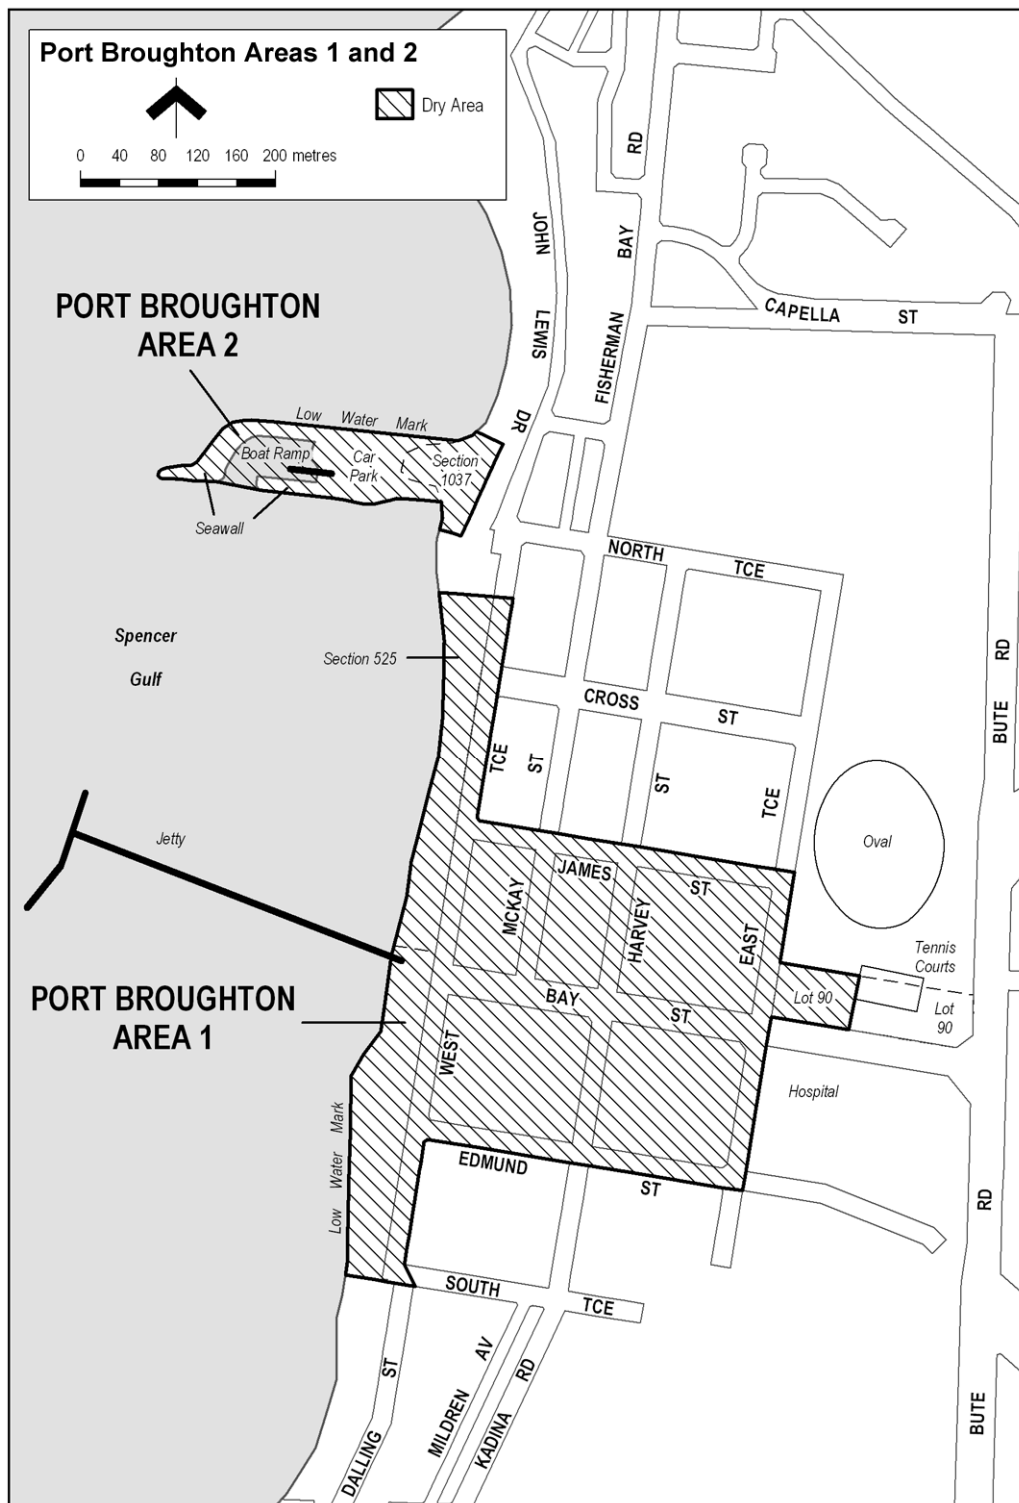 Port Broughton Areas 1 and 2
Dry Area
0 40 80 120 160 200 metres
RD
JOHN
BAY
CAPELLA ST
PORT BROUGHTON
AREA 2
LEWIS
FISHERMAN
DR
Low Water Mark
Boat Ramp
Car
Park
Section
1037
Seawall
NORTH TCE
Spencer
Gulf
Section 525
RD
CROSS ST
BUTE
TCE
ST
ST
TCE
Jetty
Oval
JAMES ST
MCKAY
HARVEY
EAST
Tennis
Courts
PORT BROUGHTON
AREA 1
BAY ST
Lot 90
Lot
90
WEST
Hospital
Low Water Mark
EDMUND ST
RD
SOUTH TCE
ST
AV
RD
MILDREN
KADINA
DALLING
BUTE